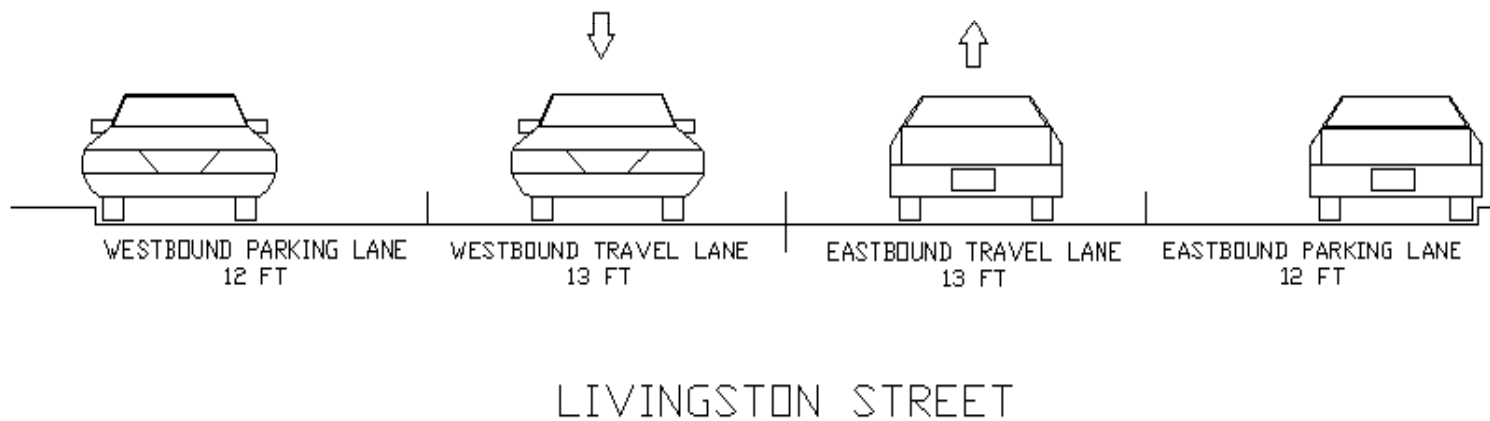 WESTBOUND PARKING LANE
12 FT
WESTBOUND TRAVEL LANE
13 FT
EASTBOUND TRAVEL LANE
13 FT
EASTBOUND PARKING LANE
12 FT
LIVINGSTON STREET